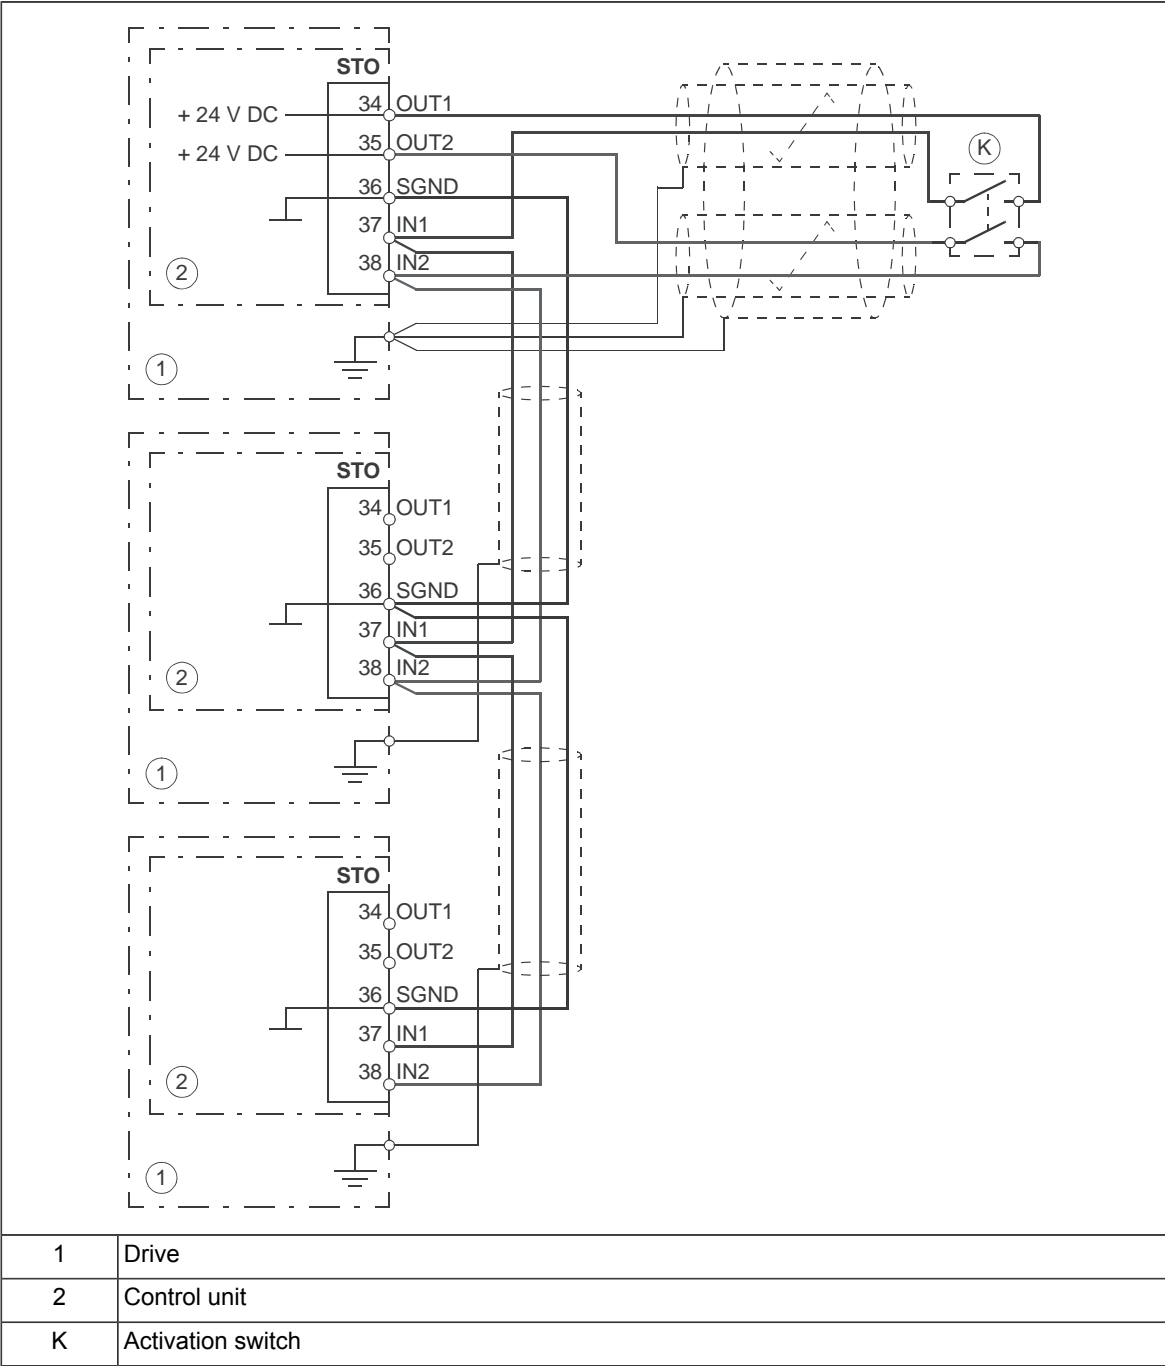 STO
+ 24 V DC 34 OUT1
+ 24 V DC 35 OUT2
K
36 SGND
37 IN1
38 IN2
2
1
STO
34 OUT1
35 OUT2
36 SGND
37 IN1
38 IN2
2
1
STO
34 OUT1
35 OUT2
36 SGND
37 IN1
38 IN2
2
1
1 Drive
2 Control unit
K Activation switch